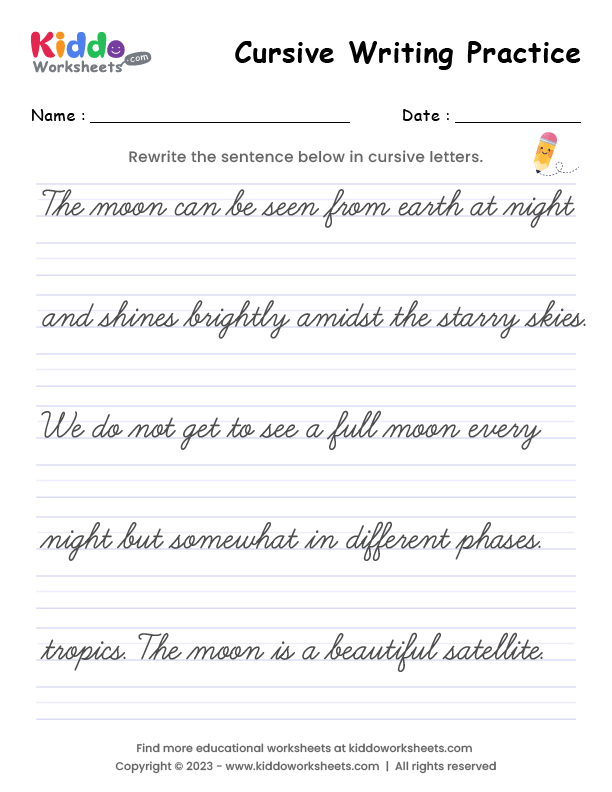 Kiddo
Worksheets .com
Cursive Writing Practice
Name : Date :
Rewrite the sentence below in cursive letters.
The moon can be seen from earth at night
and shines brightly amidst the starry skies.
We do not get to see a full moon every
night but somewhat in different phases.
tropics. The moon is a beautiful satellite.
Find more educational worksheets at kiddoworksheets.com
Copyright © 2023 - www.kiddoworksheets.com | All rights reserved